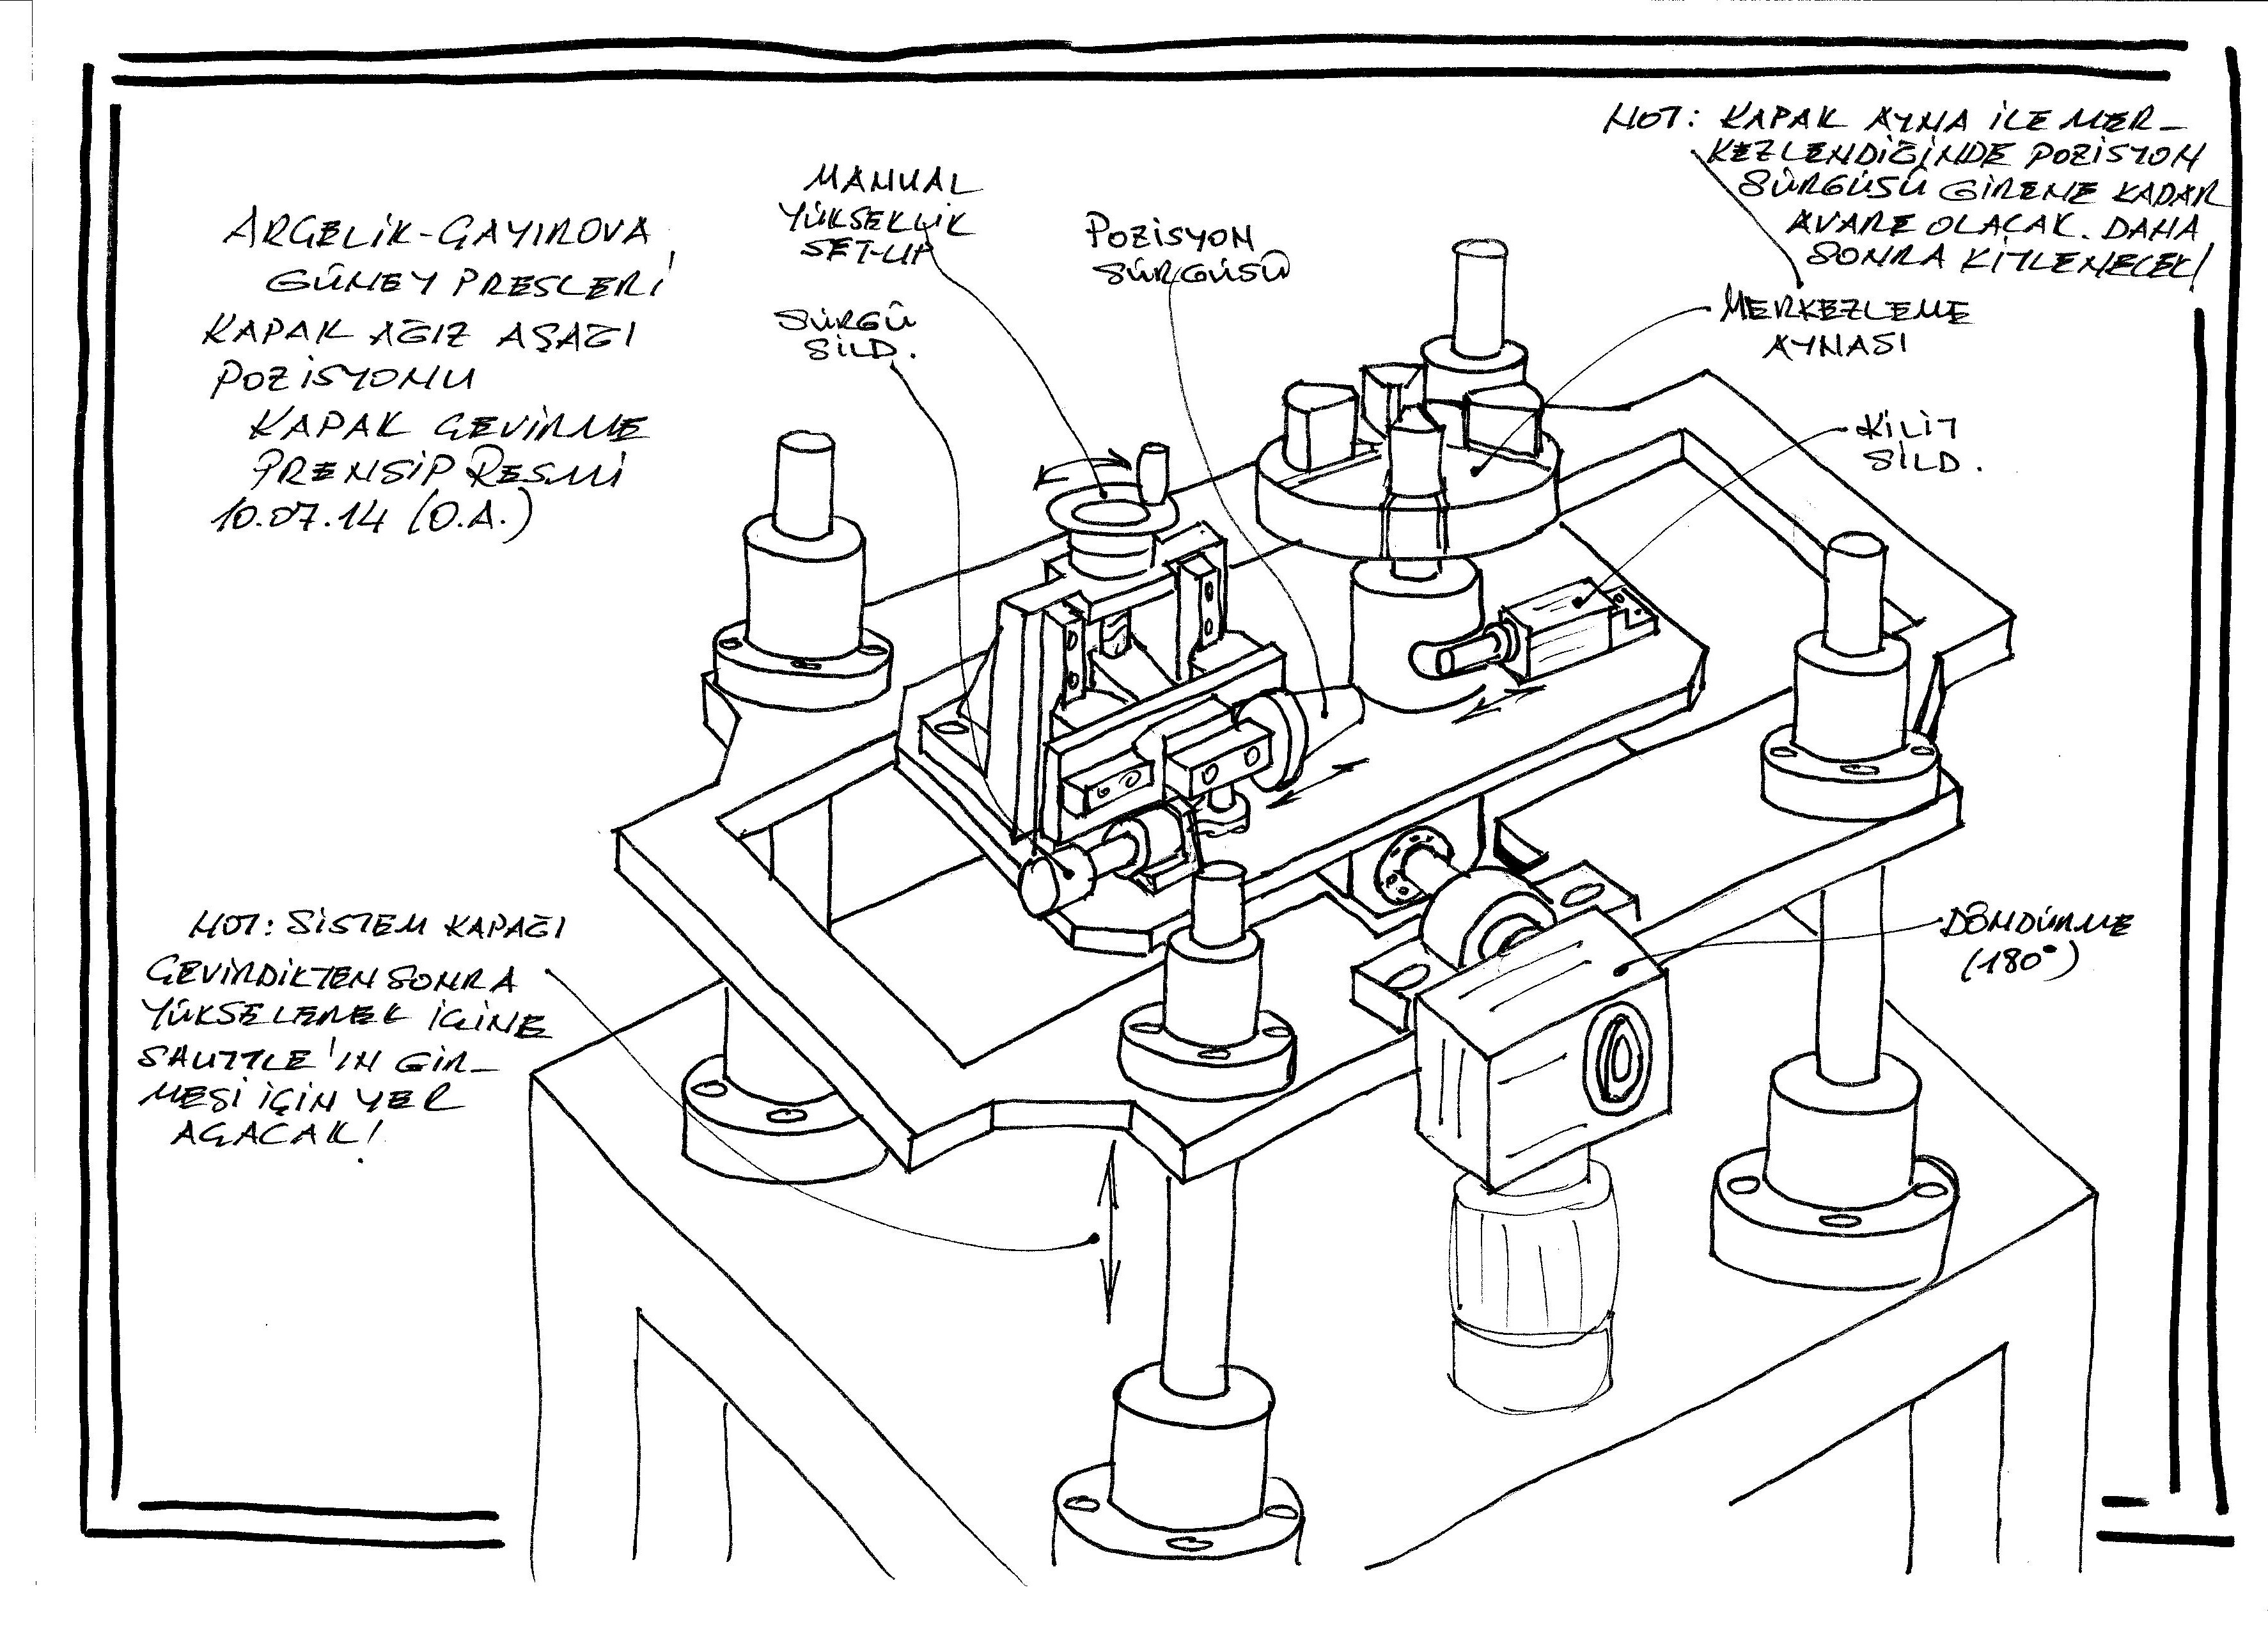 ARÇELİK-ÇAYIROVA
GÜNEY PRESLERİ
KAPAK AĞIZ AŞAĞI
POZİSYONU
KAPAK ÇEVİRME
PRENSİP RESMİ
10.07.14 (O.A.)
MANUAL
YÜKSEKLİK
SET-UP
SÜRGÜ
SİLD.
POZİSYON
SÜRGÜSÜ
NOT: KAPAK AYNA İLE MER-
KEZLENDİĞİNDE POZİSYON
SÜRGÜSÜ GİRENE KADAR
AVARE OLACAK. DAHA
SONRA KİTLENECEK!
MERKEZLEME
AYNASI
KİLİT
SİLD.
NOT: SİSTEM KAPAĞI
ÇEVİRDİKTEN SONRA
YÜKSELEREK İÇİNE
SHUTTLE'IN GİR-
MESİ İÇİN YER
AÇACAK!
DÖNDÜRME
(180°)